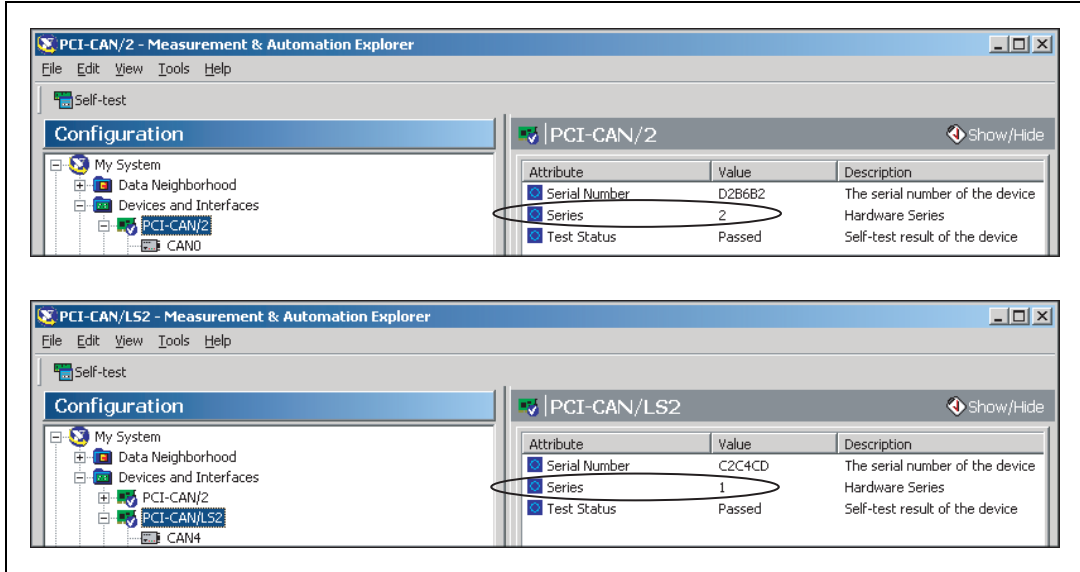 PCI-CAN/2 - Measurement & Automation Explorer
File Edit View Tools Help
Self-test
Configuration
My System
Data Neighborhood
Devices and Interfaces
PCI-CAN/2
CAN0
PCI-CAN/2
Show/Hide
Attribute Value Description
Serial Number D2B6B2 The serial number of the device
Series 2 Hardware Series
Test Status Passed Self-test result of the device
PCI-CAN/LS2 - Measurement & Automation Explorer
File Edit View Tools Help
Self-test
Configuration
My System
Data Neighborhood
Devices and Interfaces
PCI-CAN/2
PCI-CAN/LS2
CAN4
PCI-CAN/LS2
Show/Hide
Attribute Value Description
Serial Number C2C4CD The serial number of the device
Series 1 Hardware Series
Test Status Passed Self-test result of the device